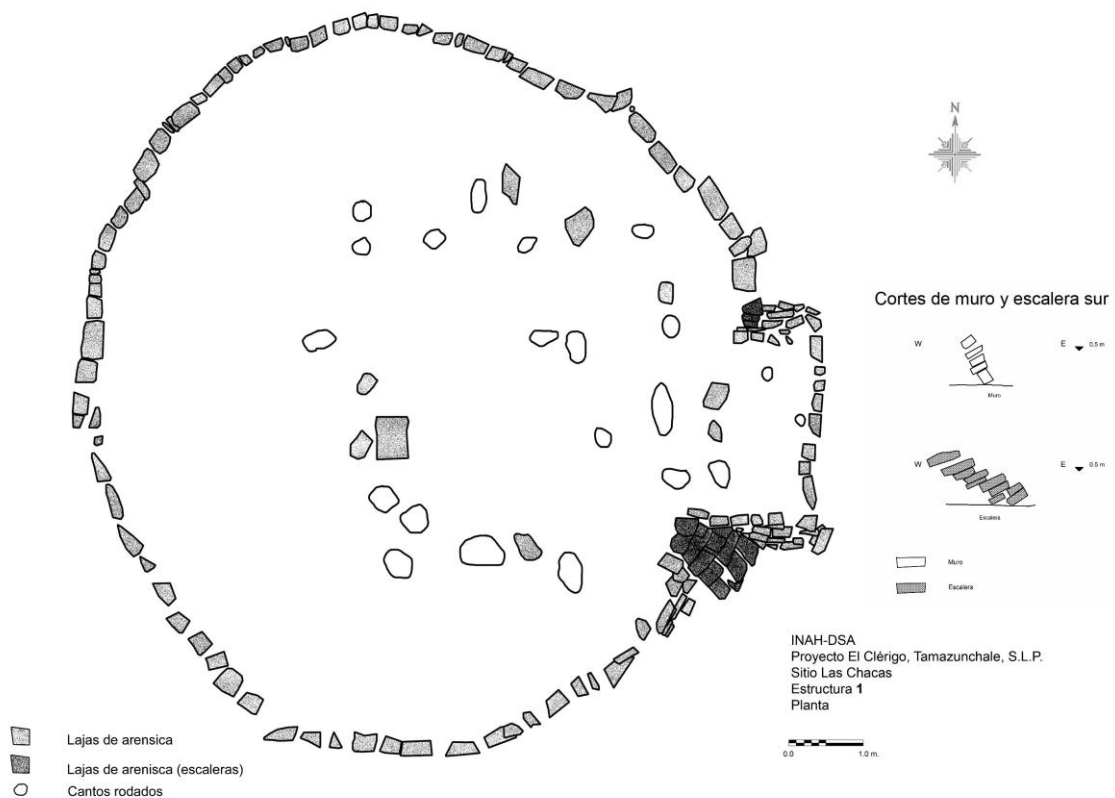 N
Cortes de muro y escalera sur
W E 0,5 m
Muro
W E 0,5 m
Escalera
Muro
Escalera
INAH-DSA
Proyecto El Clérigo, Tamazunchale, S.L.P.
Sitio Las Chacas
Estructura 1
Planta
0.0 1.0 m.
Lajas de arensica
Lajas de arenisca (escaleras)
Cantos rodados